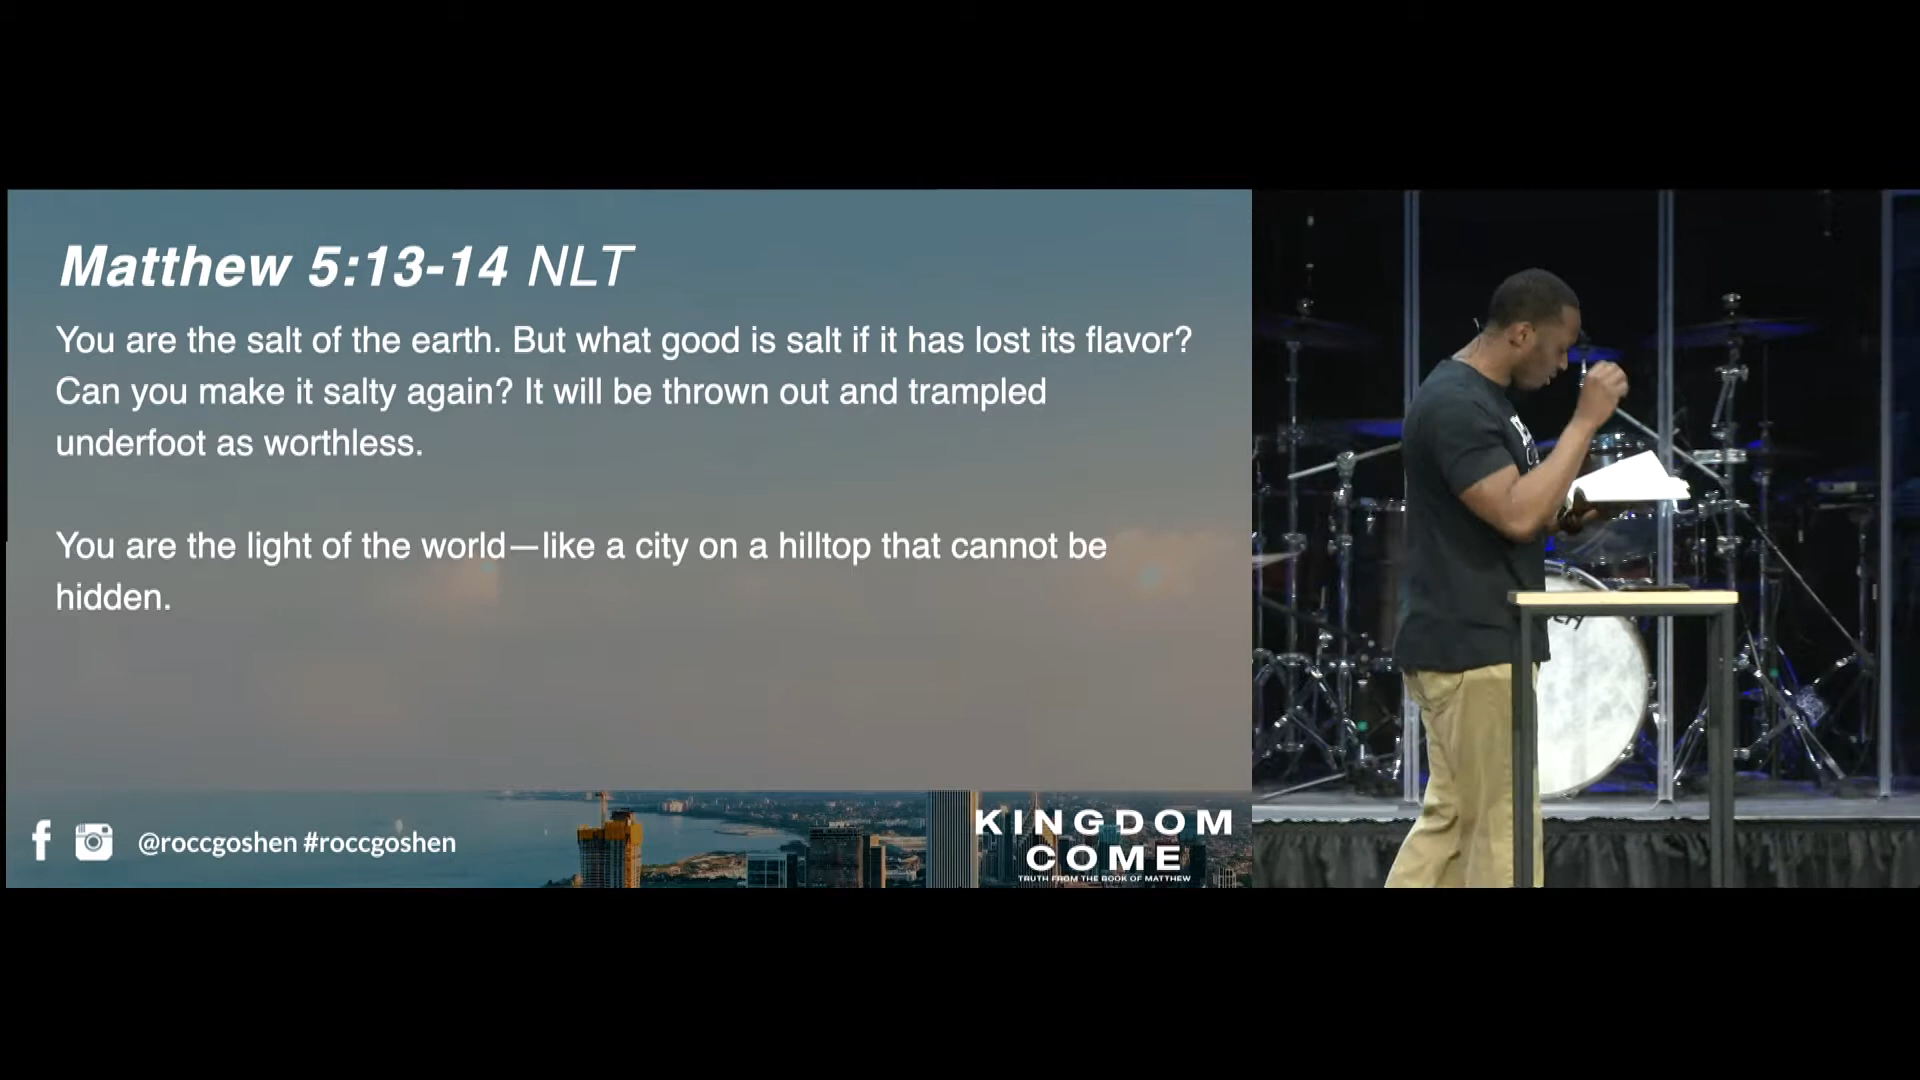 Matthew 5:13-14 NLT
You are the salt of the earth. But what good is salt if it has lost its flavor?
Can you make it salty again? It will be thrown out and trampled
underfoot as worthless.
You are the light of the world—like a city on a hilltop that cannot be
hidden.
@roccgoshen #roccgoshen
KINGDOM
COME
TRUTH FROM THE BOOK OF MATTHEW